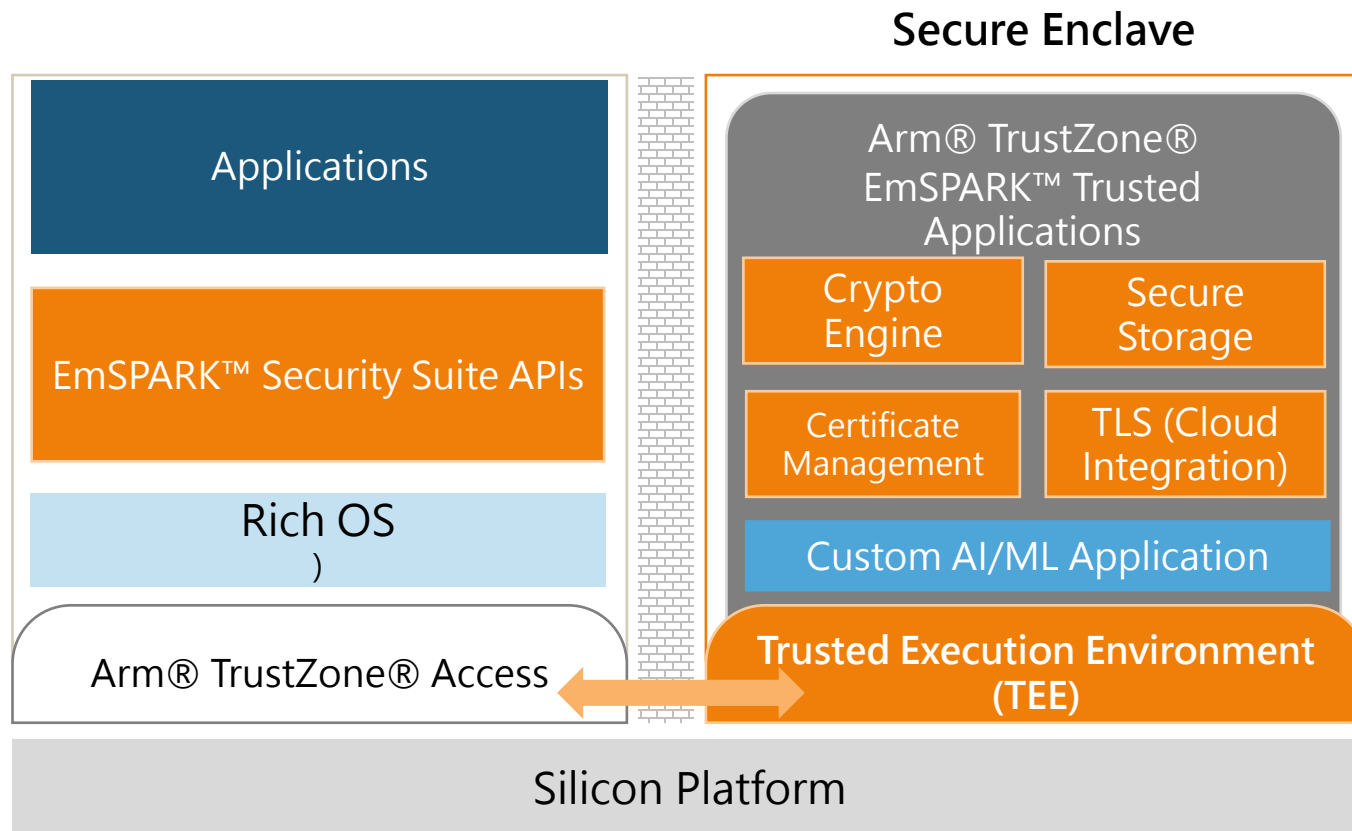 Secure Enclave
Applications
EmSPARK™ Security Suite APIs
Rich OS
)
Arm® TrustZone® Access
Arm® TrustZone®
EmSPARK™ Trusted
Applications
Crypto
Engine
Secure
Storage
Certificate
Management
TLS (Cloud
Integration)
Custom AI/ML Application
Trusted Execution Environment
(TEE)
Silicon Platform